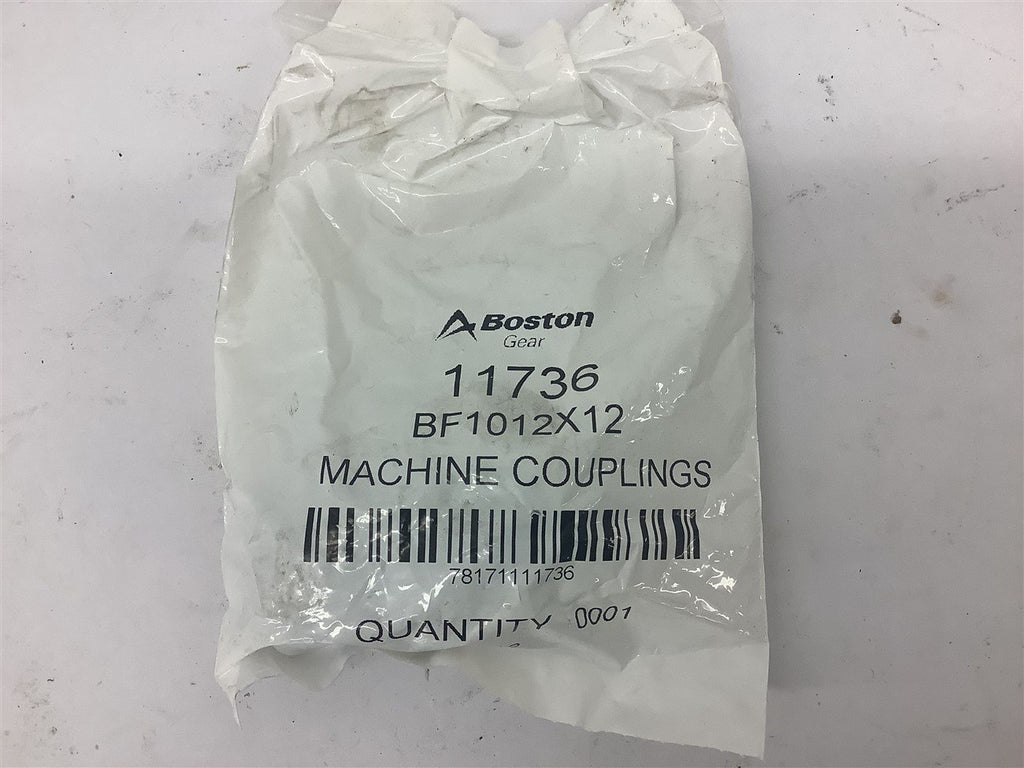 Boston
Gear
11736
BF1012X12
MACHINE COUPLINGS
78171111736
QUANTITY 0001